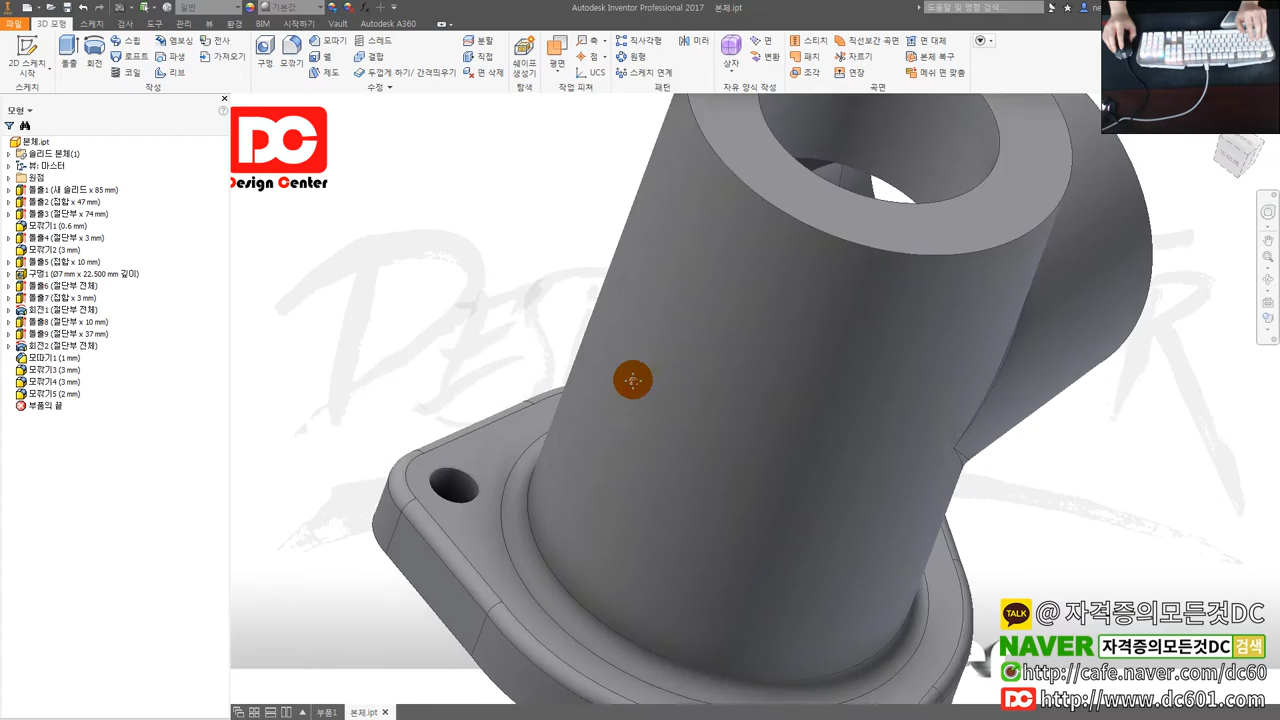 일반
기본값
Autodesk Inventor Professional 2017
도움말 및 명령 검색...
파일
3D 모형
스케치
검사
도구
관리
뷰
환경
BIM
시작하기
Vault
Autodesk A360
2D 스케치 시작
돌출
회전
스윕
로프트
코일
엠보싱
파생
리브
전사
가져오기
구멍
모깎기
모따기
쉘
제도
스레드
결합
두껍게 하기/ 간격띄우기
분할
직접
면 삭제
쉐이프 생성기
평면
축
점
UCS
직사각형
원형
스케치 연계
미러
상자
면
변환
스티치
패치
조각
직선보간 곡면
자르기
연장
면 대체
본체 복구
메쉬 면 맞춤
스케치
작성
수정
탐색
작업 피쳐
패턴
자유 양식 작성
곡면
모형
본체.ipt
솔리드 본체(1)
뷰: 마스터
원점
돌출1 (새 솔리드 x 85 mm)
돌출2 (접합 x 47 mm)
돌출3 (절단부 x 74 mm)
모깎기1 (0.6 mm)
돌출4 (절단부 x 3 mm)
모깎기2 (3 mm)
돌출5 (접합 x 10 mm)
구멍1 (Ø7 mm x 22.500 mm 깊이)
돌출6 (절단부 전체)
돌출7 (접합 x 3 mm)
회전1 (절단부 전체)
돌출8 (절단부 x 10 mm)
돌출9 (절단부 x 37 mm)
회전2 (절단부 전체)
모따기1 (1 mm)
모깎기3 (3 mm)
모깎기4 (3 mm)
모깎기5 (2 mm)
부품의 끝
DC
Design Center
TALK @ 자격증의모든것DC
NAVER 자격증의모든것DC 검색
http://cafe.naver.com/dc60
DC http://www.dc601.com/
부품1
본체.ipt